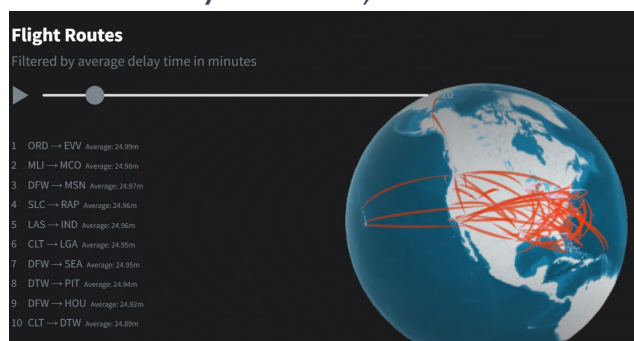 Flight Routes
Filtered by average delay time in minutes
20
1 ORD → EVV Average: 24.99m
2 MLI → MCO Average: 24.98m
3 DFW → MSN Average: 24.97m
4 SLC → RAP Average: 24.96m
5 LAS → IND Average: 24.96m
6 CLT → LGA Average: 24.95m
7 DFW → SEA Average: 24.95m
8 DTW → PIT Average: 24.94m
9 DFW → HOU Average: 24.92m
10 CLT → DTW Average: 24.89m